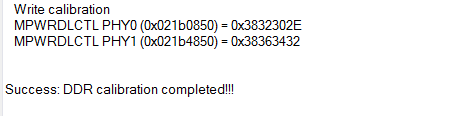 Write calibration
MPWRDLCTL PHY0 (0x021b0850) = 0x3832302E
MPWRDLCTL PHY1 (0x021b4850) = 0x38363432
Success: DDR calibration completed!!!